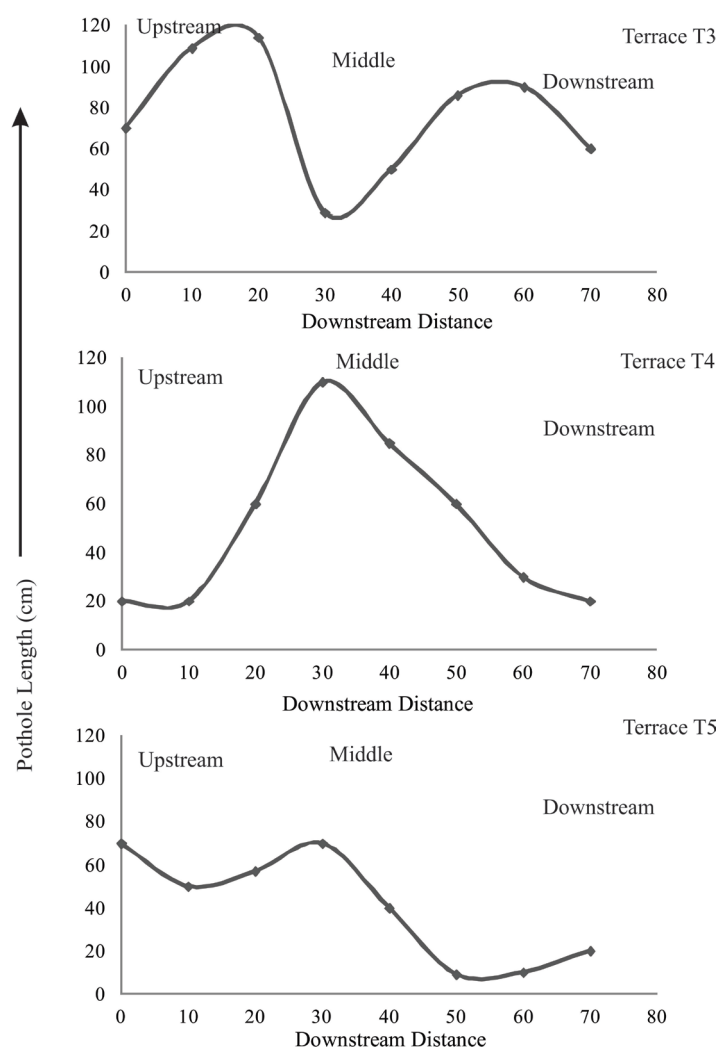 120
Upstream
Terrace T3
100
Middle
Downstream
80
60
40
20
0
0 10 20 30 40 50 60 70 80
Downstream Distance
120
Upstream
Middle
Terrace T4
100
Downstream
80
60
40
20
0
0 10 20 30 40 50 60 70 80
Downstream Distance
Pothole Length (cm)
120
Upstream
Middle
Terrace T5
100
Downstream
80
60
40
20
0
0 10 20 30 40 50 60 70 80
Downstream Distance